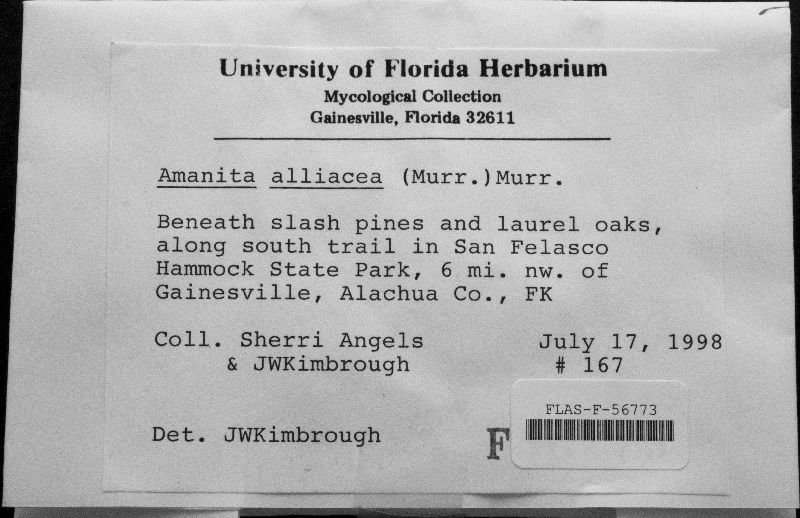 University of Florida Herbarium
Mycological Collection
Gainesville, Florida 32611
Amanita alliacea (Murr.)Murr.
Beneath slash pines and laurel oaks,
along south trail in San Felasco
Hammock State Park, 6 mi. nw. of
Gainesville, Alachua Co., FK
Coll. Sherri Angels July 17, 1998
& JWKimbrough # 167
FLAS-F-56773
Det. JWKimbrough F